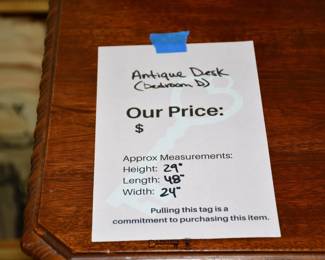 Antique Desk
(bedroom D)
Our Price:
$
Approx Measurements:
Height: 29"
Length: 48"
Width: 24"
Pulling this tag is a
commitment to purchasing this item.